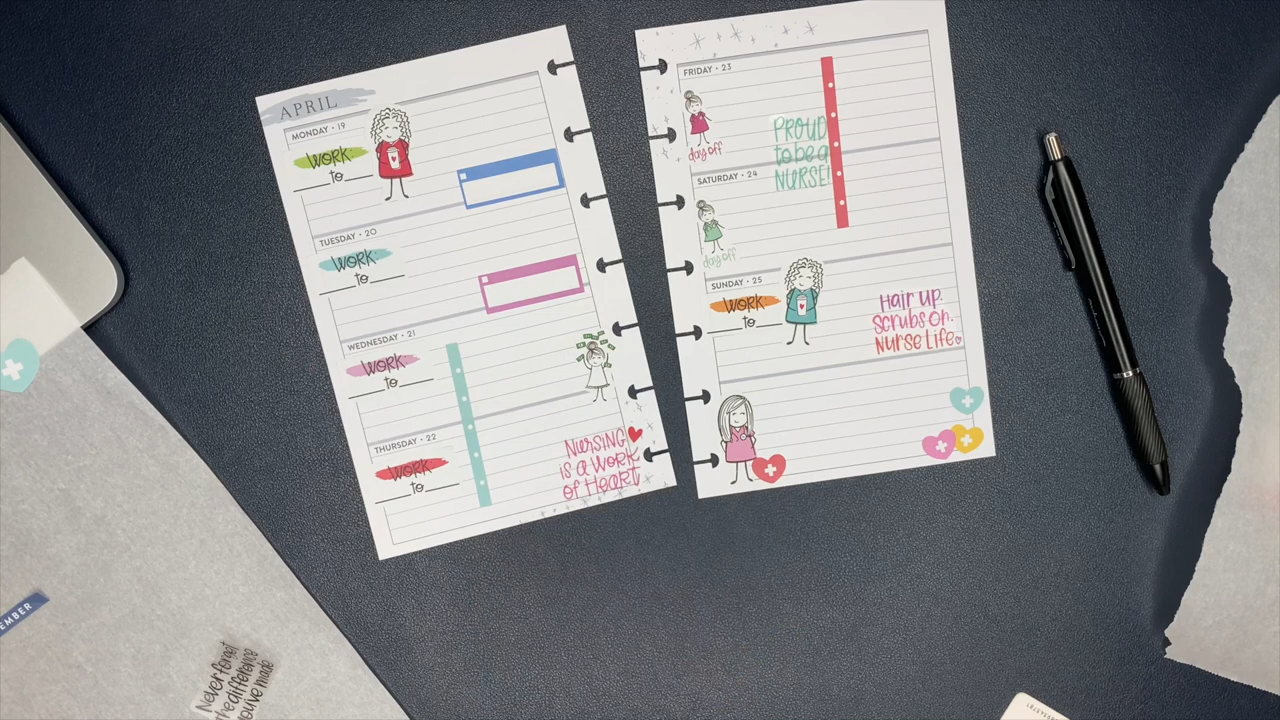 APRIL
MONDAY • 19
WORK
to
TUESDAY • 20
WORK
to
WEDNESDAY • 21
WORK
to
THURSDAY • 22
WORK
to
NURSING
is a WORK
of HEART
FRIDAY • 23
day off
PROUD
to be a
NURSE!
SATURDAY • 24
day off
SUNDAY • 25
WORK
to
HAIR UP.
SCRUBS ON.
NURSE LIFE.
EMBER
Never forget
the difference
you've made